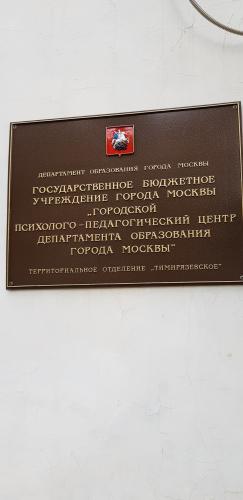 ДЕПАРТАМЕНТ ОБРАЗОВАНИЯ ГОРОДА МОСКВЫ
ГОСУДАРСТВЕННОЕ БЮДЖЕТНОЕ
УЧРЕЖДЕНИЕ ГОРОДА МОСКВЫ
„ГОРОДСКОЙ
ПСИХОЛОГО-ПЕДАГОГИЧЕСКИЙ ЦЕНТР
ДЕПАРТАМЕНТА ОБРАЗОВАНИЯ
ГОРОДА МОСКВЫ"
ТЕРРИТОРИАЛЬНОЕ ОТДЕЛЕНИЕ „ТИМИРЯЗЕВСКОЕ"